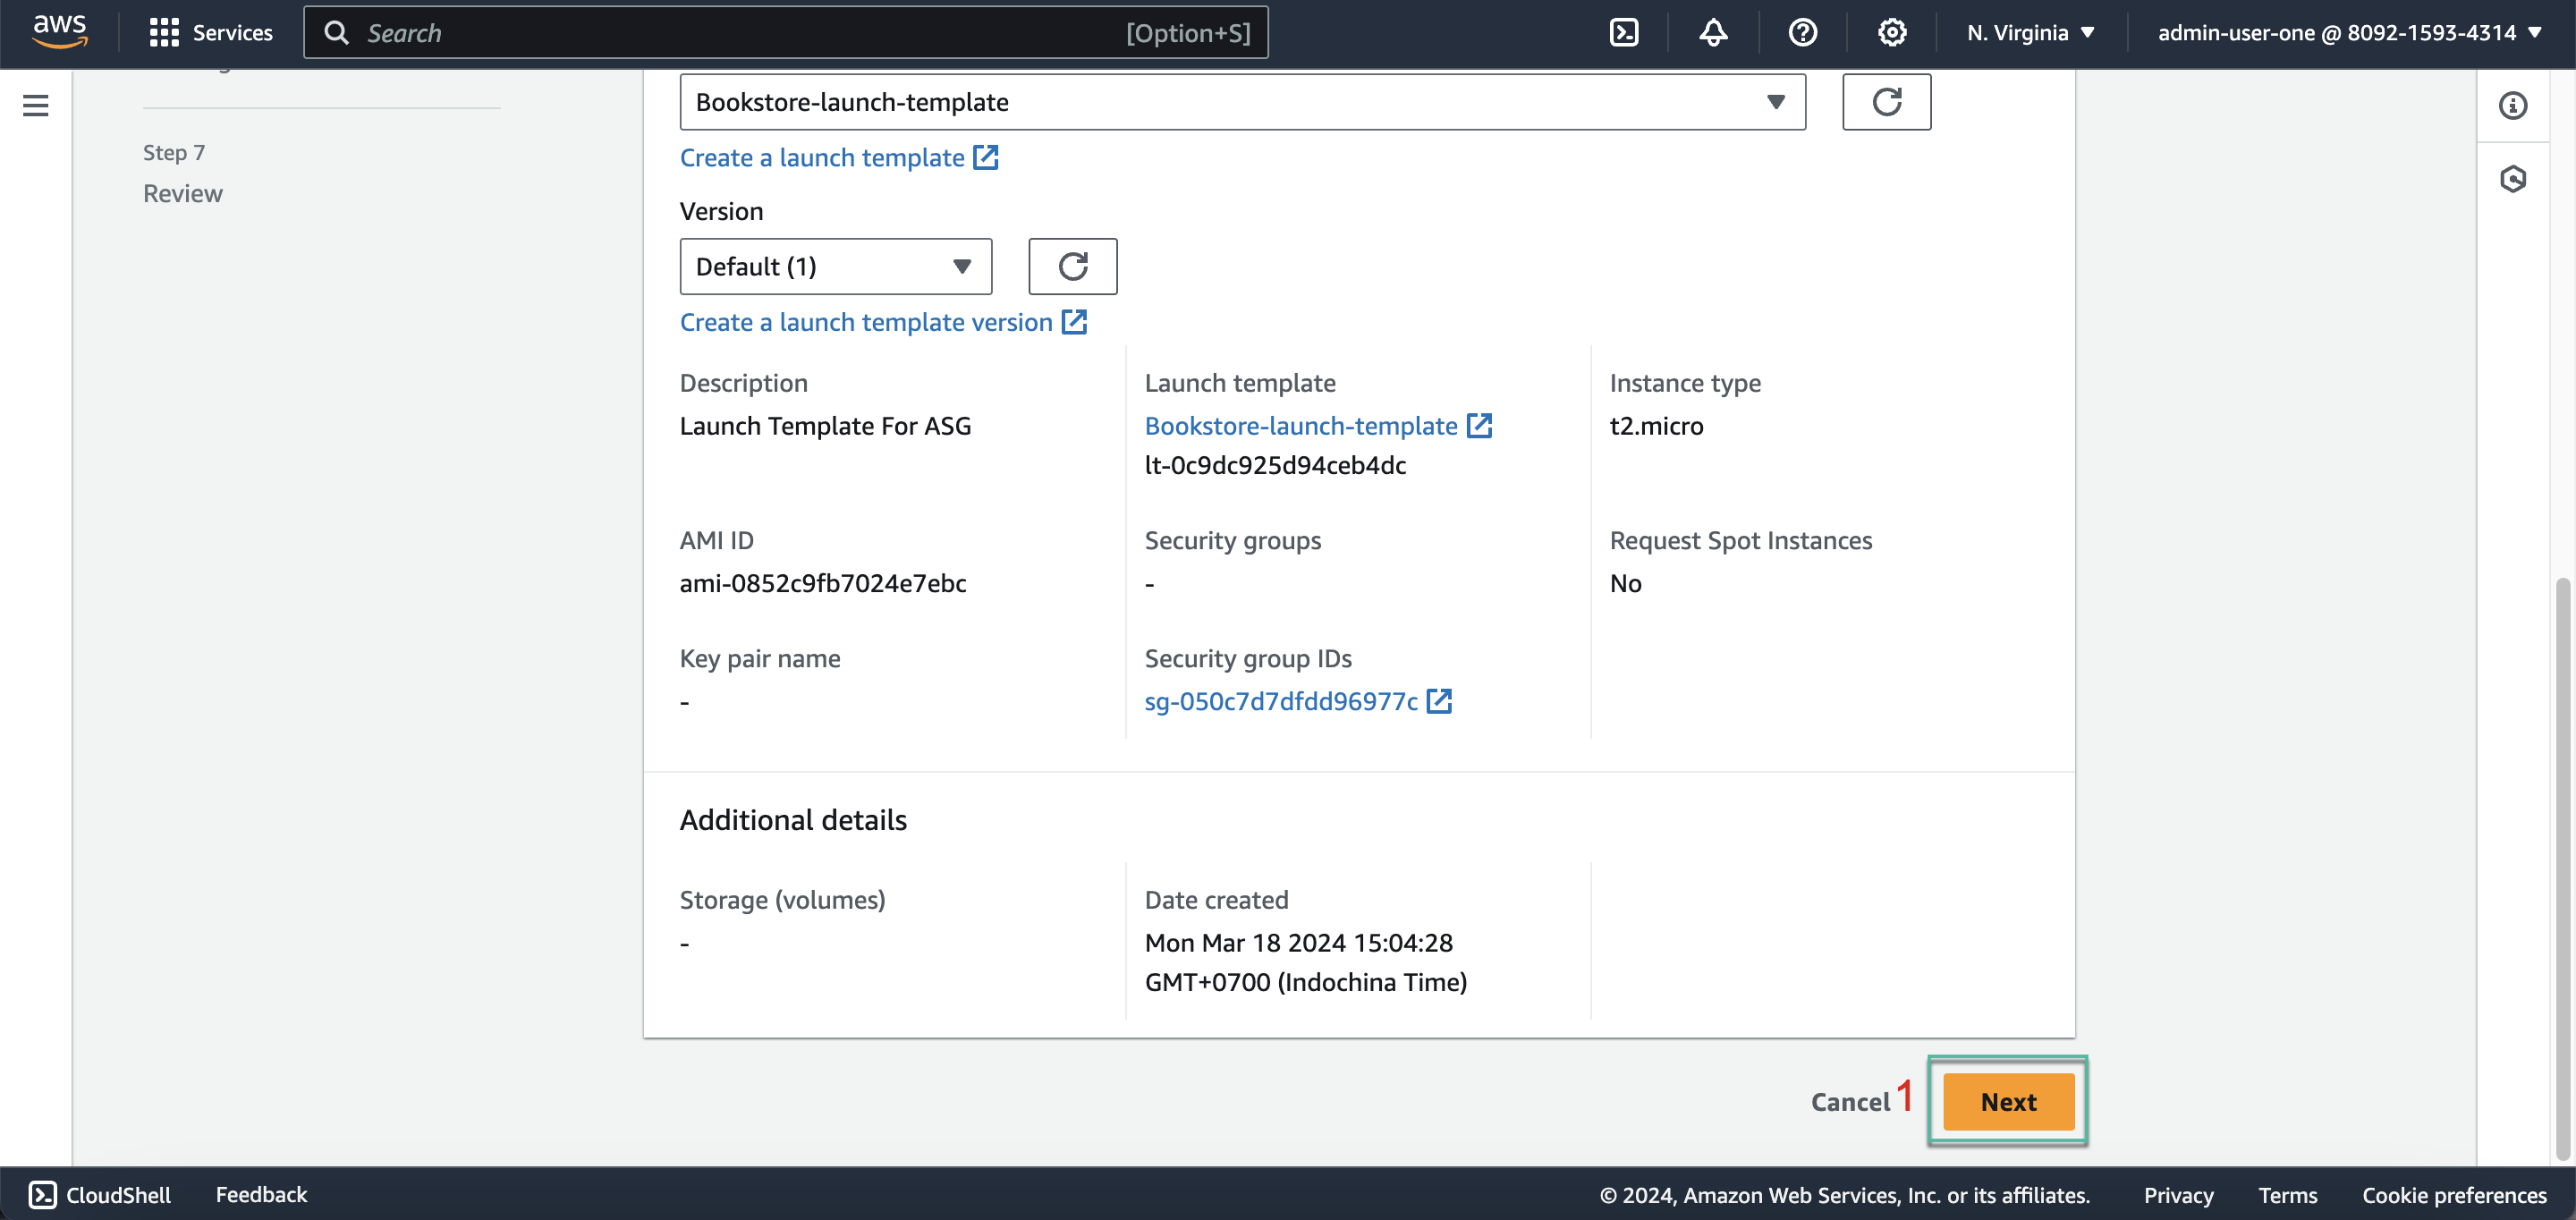 aws
Services
Search
[Option+S]
N. Virginia
admin-user-one @ 8092-1593-4314
Step 7
Review
Bookstore-launch-template
Create a launch template
Version
Default (1)
Create a launch template version
Description
Launch Template For ASG
Launch template
Bookstore-launch-template
lt-0c9dc925d94ceb4dc
Instance type
t2.micro
AMI ID
ami-0852c9fb7024e7ebc
Security groups
-
Request Spot Instances
No
Key pair name
-
Security group IDs
sg-050c7d7dfdd96977c
Additional details
Storage (volumes)
-
Date created
Mon Mar 18 2024 15:04:28
GMT+0700 (Indochina Time)
Cancel
1
Next
CloudShell
Feedback
© 2024, Amazon Web Services, Inc. or its affiliates.
Privacy
Terms
Cookie preferences